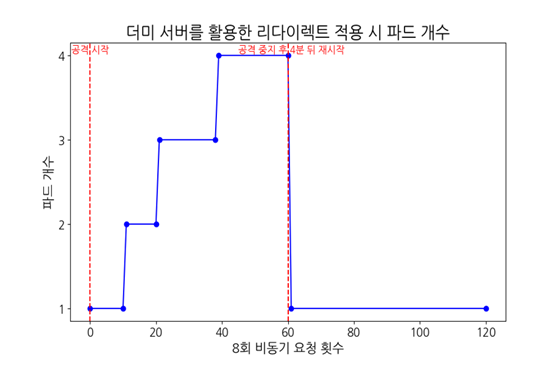 더미 서버를 활용한 리다이렉트 적용 시 파드 개수
공격 시작
공격 중지 후 4분 뒤 재시작
파드 개수
4
3
2
1
0 20 40 60 80 100 120
8회 비동기 요청 횟수